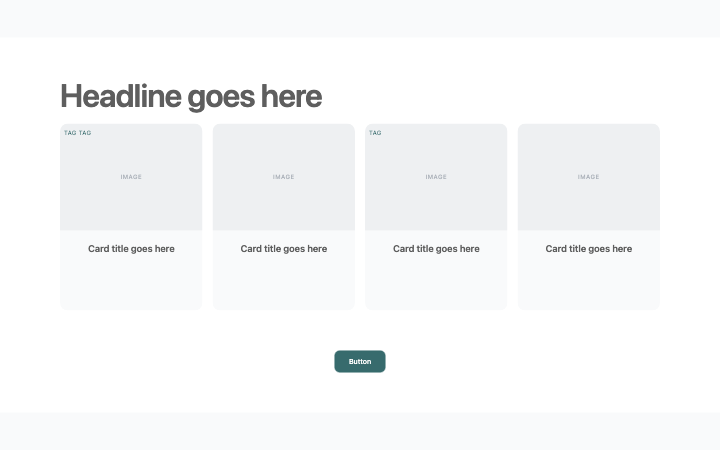 Headline goes here
TAG TAG
IMAGE
Card title goes here
IMAGE
Card title goes here
TAG
IMAGE
Card title goes here
IMAGE
Card title goes here
Button